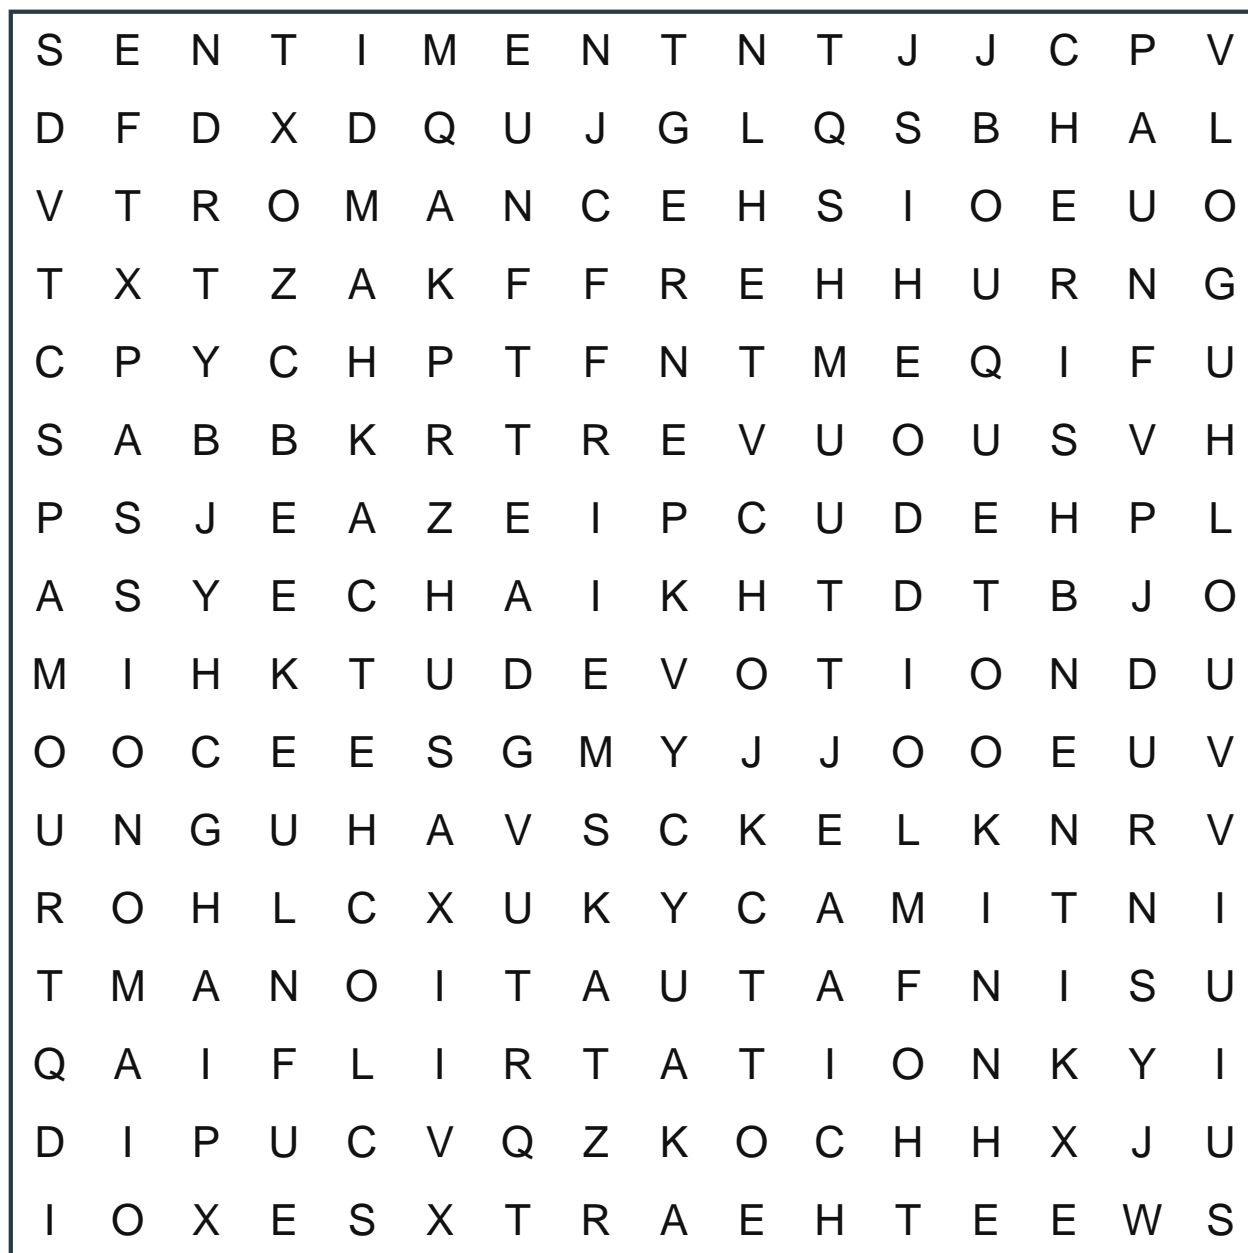 S E N T I M E N T N T J J C P V
D F D X D Q U J G L Q S B H A L
V T R O M A N C E H S I O E U O
T X T Z A K F F R E H H U R N G
C P Y C H P T F N T M E Q I F U
S A B B K R T R E V U O U S V H
P S J E A Z E I P C U D E H P L
A S Y E C H A I K H T D T B J O
M I H K T U D E V O T I O N D U
O O C E E S G M Y J J O O E U V
U N G U H A V S C K E L K N R V
R O H L C X U K Y C A M I T N I
T M A N O I T A U T A F N I S U
Q A I F L I R T A T I O N K Y I
D I P U C V Q Z K O C H H X J U
I O X E S X T R A E H T E E W S